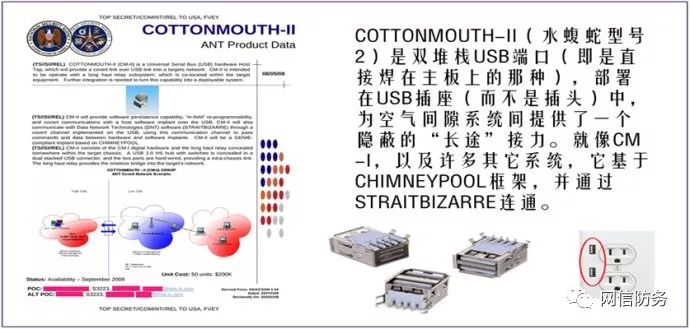 TOP SECRET//COMINT//REL TO USA, FVEY
COTTONMOUTH-II
ANT Product Data
(TS//SI//REL) COTTONMOUTH-II (CM-II) is a Universal Serial Bus (USB) hardware Host
Tap, which will provide a covert link over USB link into a targets network. CM-II is intended
to be operate with a long haul relay subsystem, which is co-located within the target
equipment. Further integration is needed to turn this capability into a deployable system.
08/05/08
(TS//SI//REL) CM-II will provide software persistence capability, "in-field" re-programmability,
and covert communications with a host software implant over the USB. CM-II will also
communicate with Data Network Technologies (DNT) software (STRAITBIZARRE) through a
covert channel implemented on the USB, using this communication channel to pass
commands and data between hardware and software implants. CM-II will be a GENIE-
compliant implant based on CHIMNEYPOOL.
(TS//SI//REL) CM-II consists of the CM-I digital hardware and the long haul relay concealed
somewhere within the target chassis. A USB 2.0 HS hub with switches is concealed in a
dual stacked USB connector, and the two parts are hard-wired, providing a intra-chassis link.
The long haul relay provides the wireless bridge into the target's network.
COTTONMOUTH - II (CM-II) CONOP
ANT Covert Network Scenario
Status: Availability – September 2008
Unit Cost: 50 units: $200K
POC:
S3223,
ALT POC:
S3223,
TOP SECRET//COMINT//REL TO USA, FVEY
COTTONMOUTH-II(水蝮蛇型号
2)是双堆栈USB端口(即是直
接焊在主板上的那种),部署
在USB插座(而不是插头)中,
为空气间隙系统间提供了一个
隐蔽的“长途”接力。就像CM
-I,以及许多其它系统,它基于
CHIMNEYPOOL框架,并通过
STRAITBIZARRE连通。
网信防务